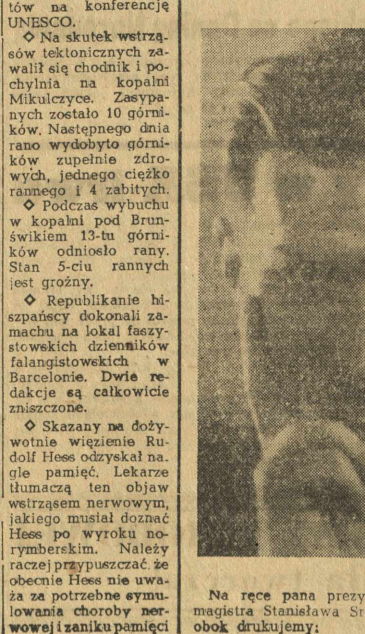 tów na konferencję
UNESCO.
◇ Na skutek wstrzą-
sów tektonicznych za-
walił się chodnik i po-
chylnia na kopalni
Mikulczyce. Zasypa-
nych zostało 10 górni-
ków. Następnego dnia
rano wydobyto górni-
ków zupełnie zdro-
wych, jednego ciężko
rannego i 4 zabitych.
◇ Podczas wybuchu
w kopalni pod Brun-
świkiem 13-tu górni-
ków odniosło rany.
Stan 5-ciu rannych
jest groźny.
◇ Republikanie hi-
szpańscy dokonali za-
machu na lokal faszy-
stowskich dzienników
falangistowskich w
Barcelonie. Dwie re-
dakcje są całkowicie
zniszczone.
◇ Skazany na doży-
wotnie więzienie Ru-
dolf Hess odzyskał na-
gle pamięć. Lekarze
tłumaczą ten objaw
wstrząsem nerwowym,
jakiego musiał doznać
Hess po wyroku no-
rymberskim. Należy
raczej przypuszczać, że
obecnie Hess nie uwa-
ża za potrzebne symu-
lowania choroby ner-
wowej i zaniku pamięci
Na ręce pana prezy
magistra Stanisława Sr
obok drukujemy: